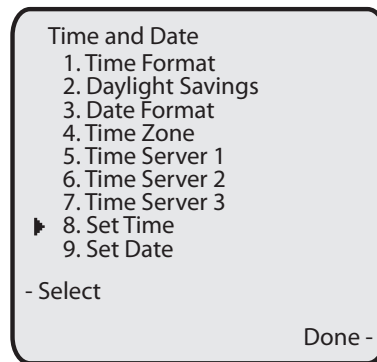 Time and Date
1. Time Format
2. Daylight Savings
3. Date Format
4. Time Zone
5. Time Server 1
6. Time Server 2
7. Time Server 3
8. Set Time
9. Set Date
- Select
Done -